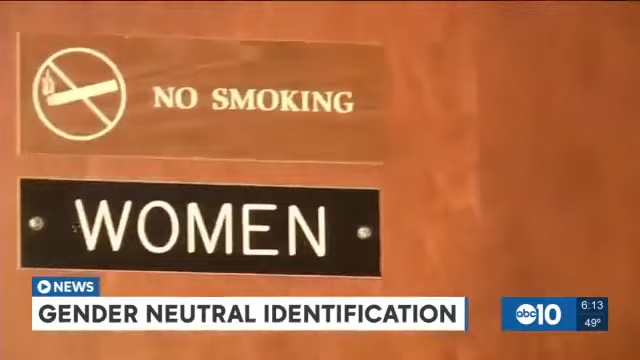 NO SMOKING
WOMEN
NEWS
GENDER NEUTRAL IDENTIFICATION
abc10
6:13
49°